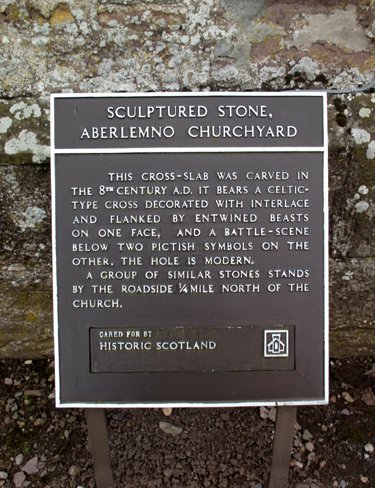 SCULPTURED STONE,
ABERLEMNO CHURCHYARD
THIS CROSS-SLAB WAS CARVED IN
THE 8TH CENTURY A.D. IT BEARS A CELTIC-
TYPE CROSS DECORATED WITH INTERLACE
AND FLANKED BY ENTWINED BEASTS
ON ONE FACE, AND A BATTLE-SCENE
BELOW TWO PICTISH SYMBOLS ON THE
OTHER, THE HOLE IS MODERN.
A GROUP OF SIMILAR STONES STANDS
BY THE ROADSIDE ¼ MILE NORTH OF THE
CHURCH.
CARED FOR BY
HISTORIC SCOTLAND